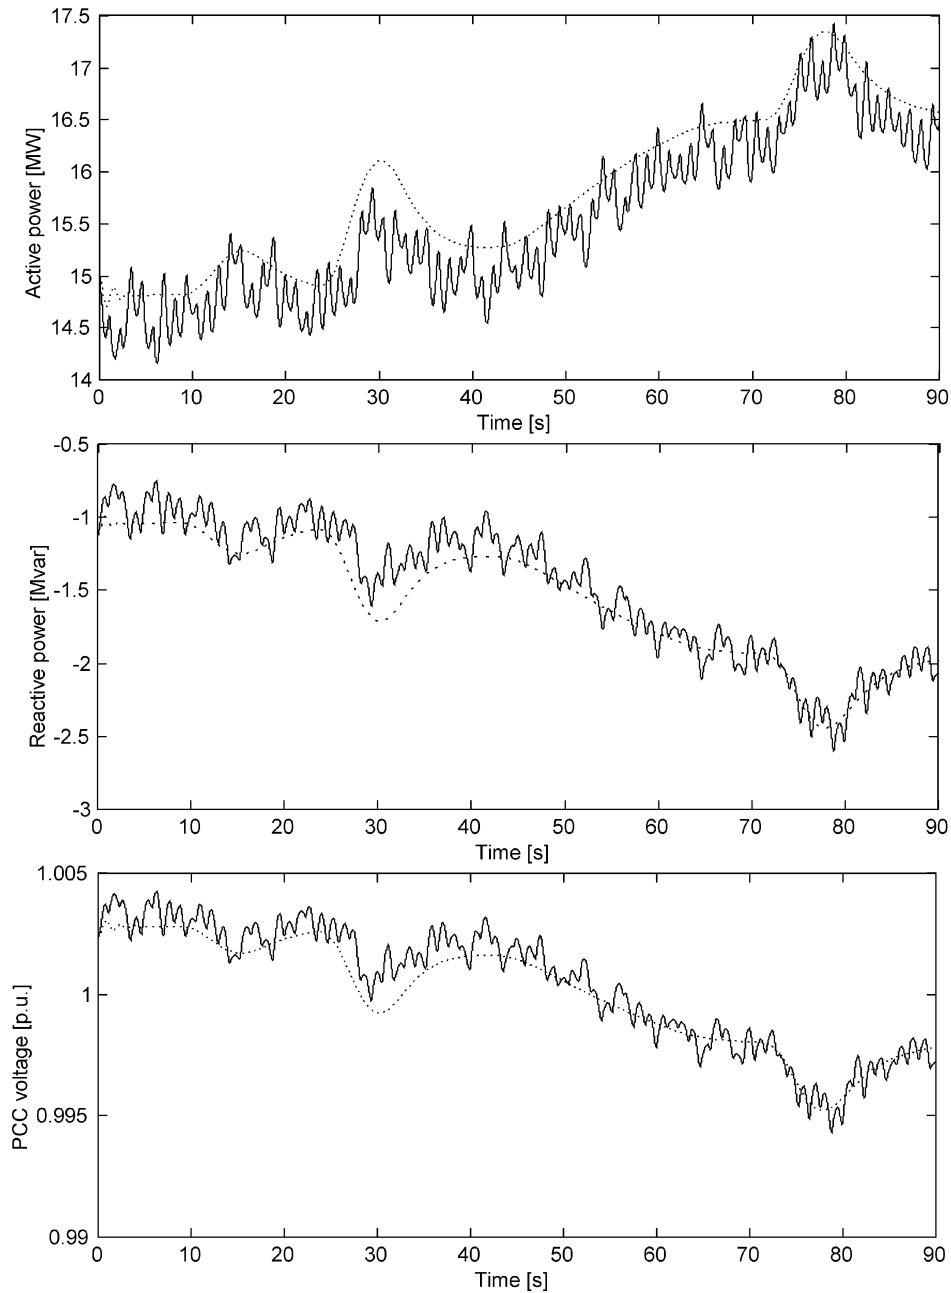 17.5
17
16.5
16
15.5
15
14.5
14
Active power [MW]
0 10 20 30 40 50 60 70 80 90
Time [s]
-0.5
-1
-1.5
-2
-2.5
-3
Reactive power [Mvar]
0 10 20 30 40 50 60 70 80 90
Time [s]
1.005
1
0.995
0.99
PCC voltage [p.u.]
0 10 20 30 40 50 60 70 80 90
Time [s]